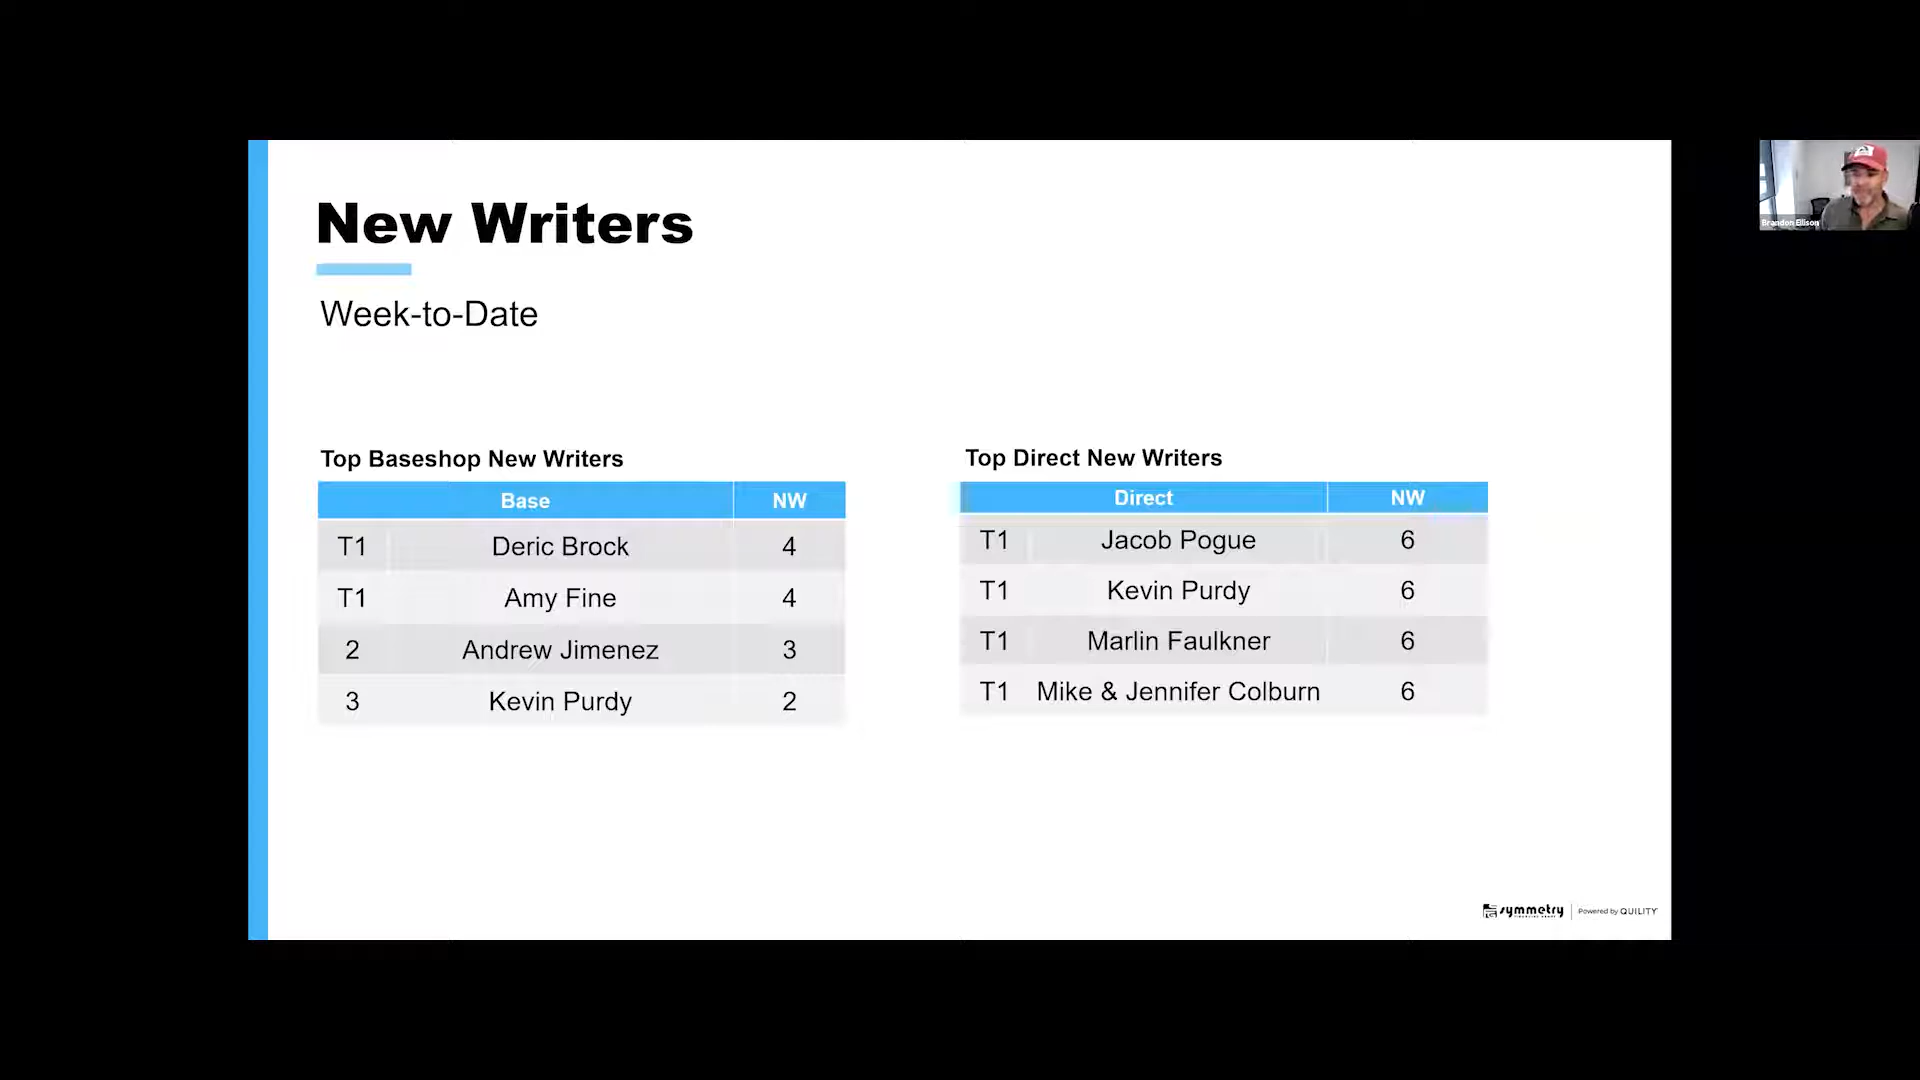 New Writers
Week-to-Date
Top Baseshop New Writers
Base NW
T1 Deric Brock 4
T1 Amy Fine 4
2 Andrew Jimenez 3
3 Kevin Purdy 2
Top Direct New Writers
Direct NW
T1 Jacob Pogue 6
T1 Kevin Purdy 6
T1 Marlin Faulkner 6
T1 Mike & Jennifer Colburn 6
symmetry
Powered by QUILITY
Brandon Ellison